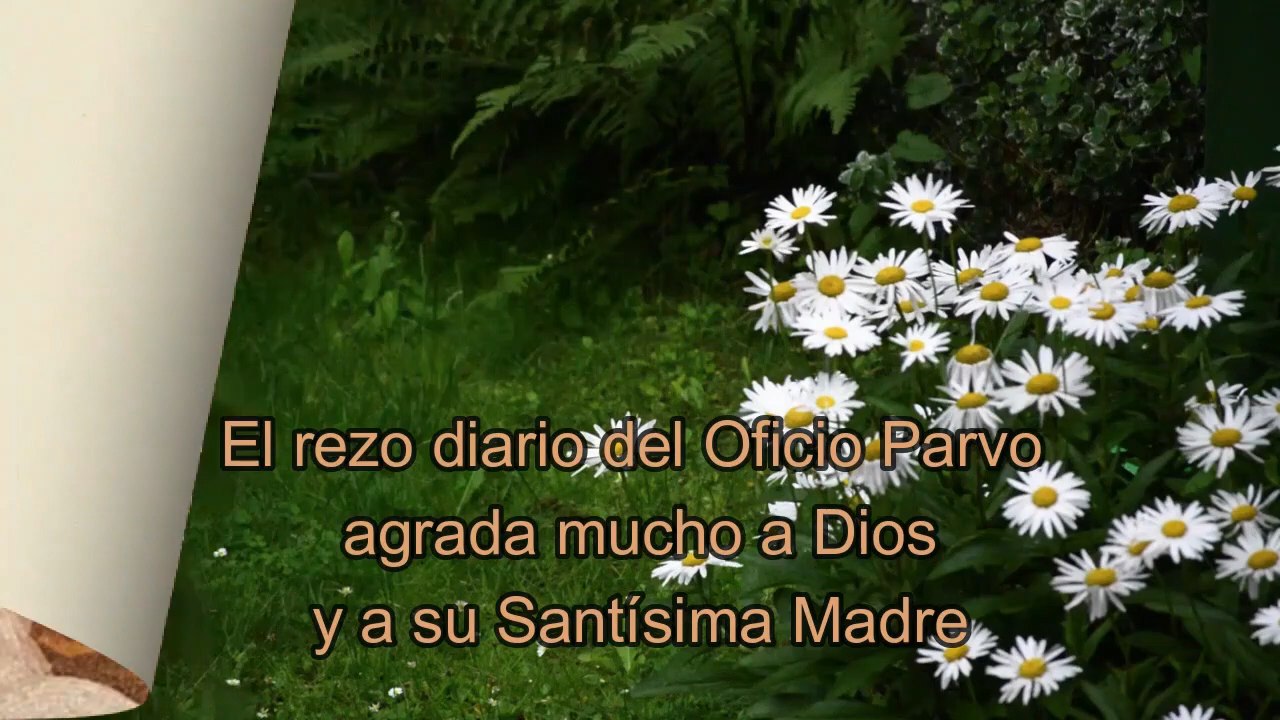 El rezo diario del Oficio Parvo
agrada mucho a Dios
y a su Santísima Madre